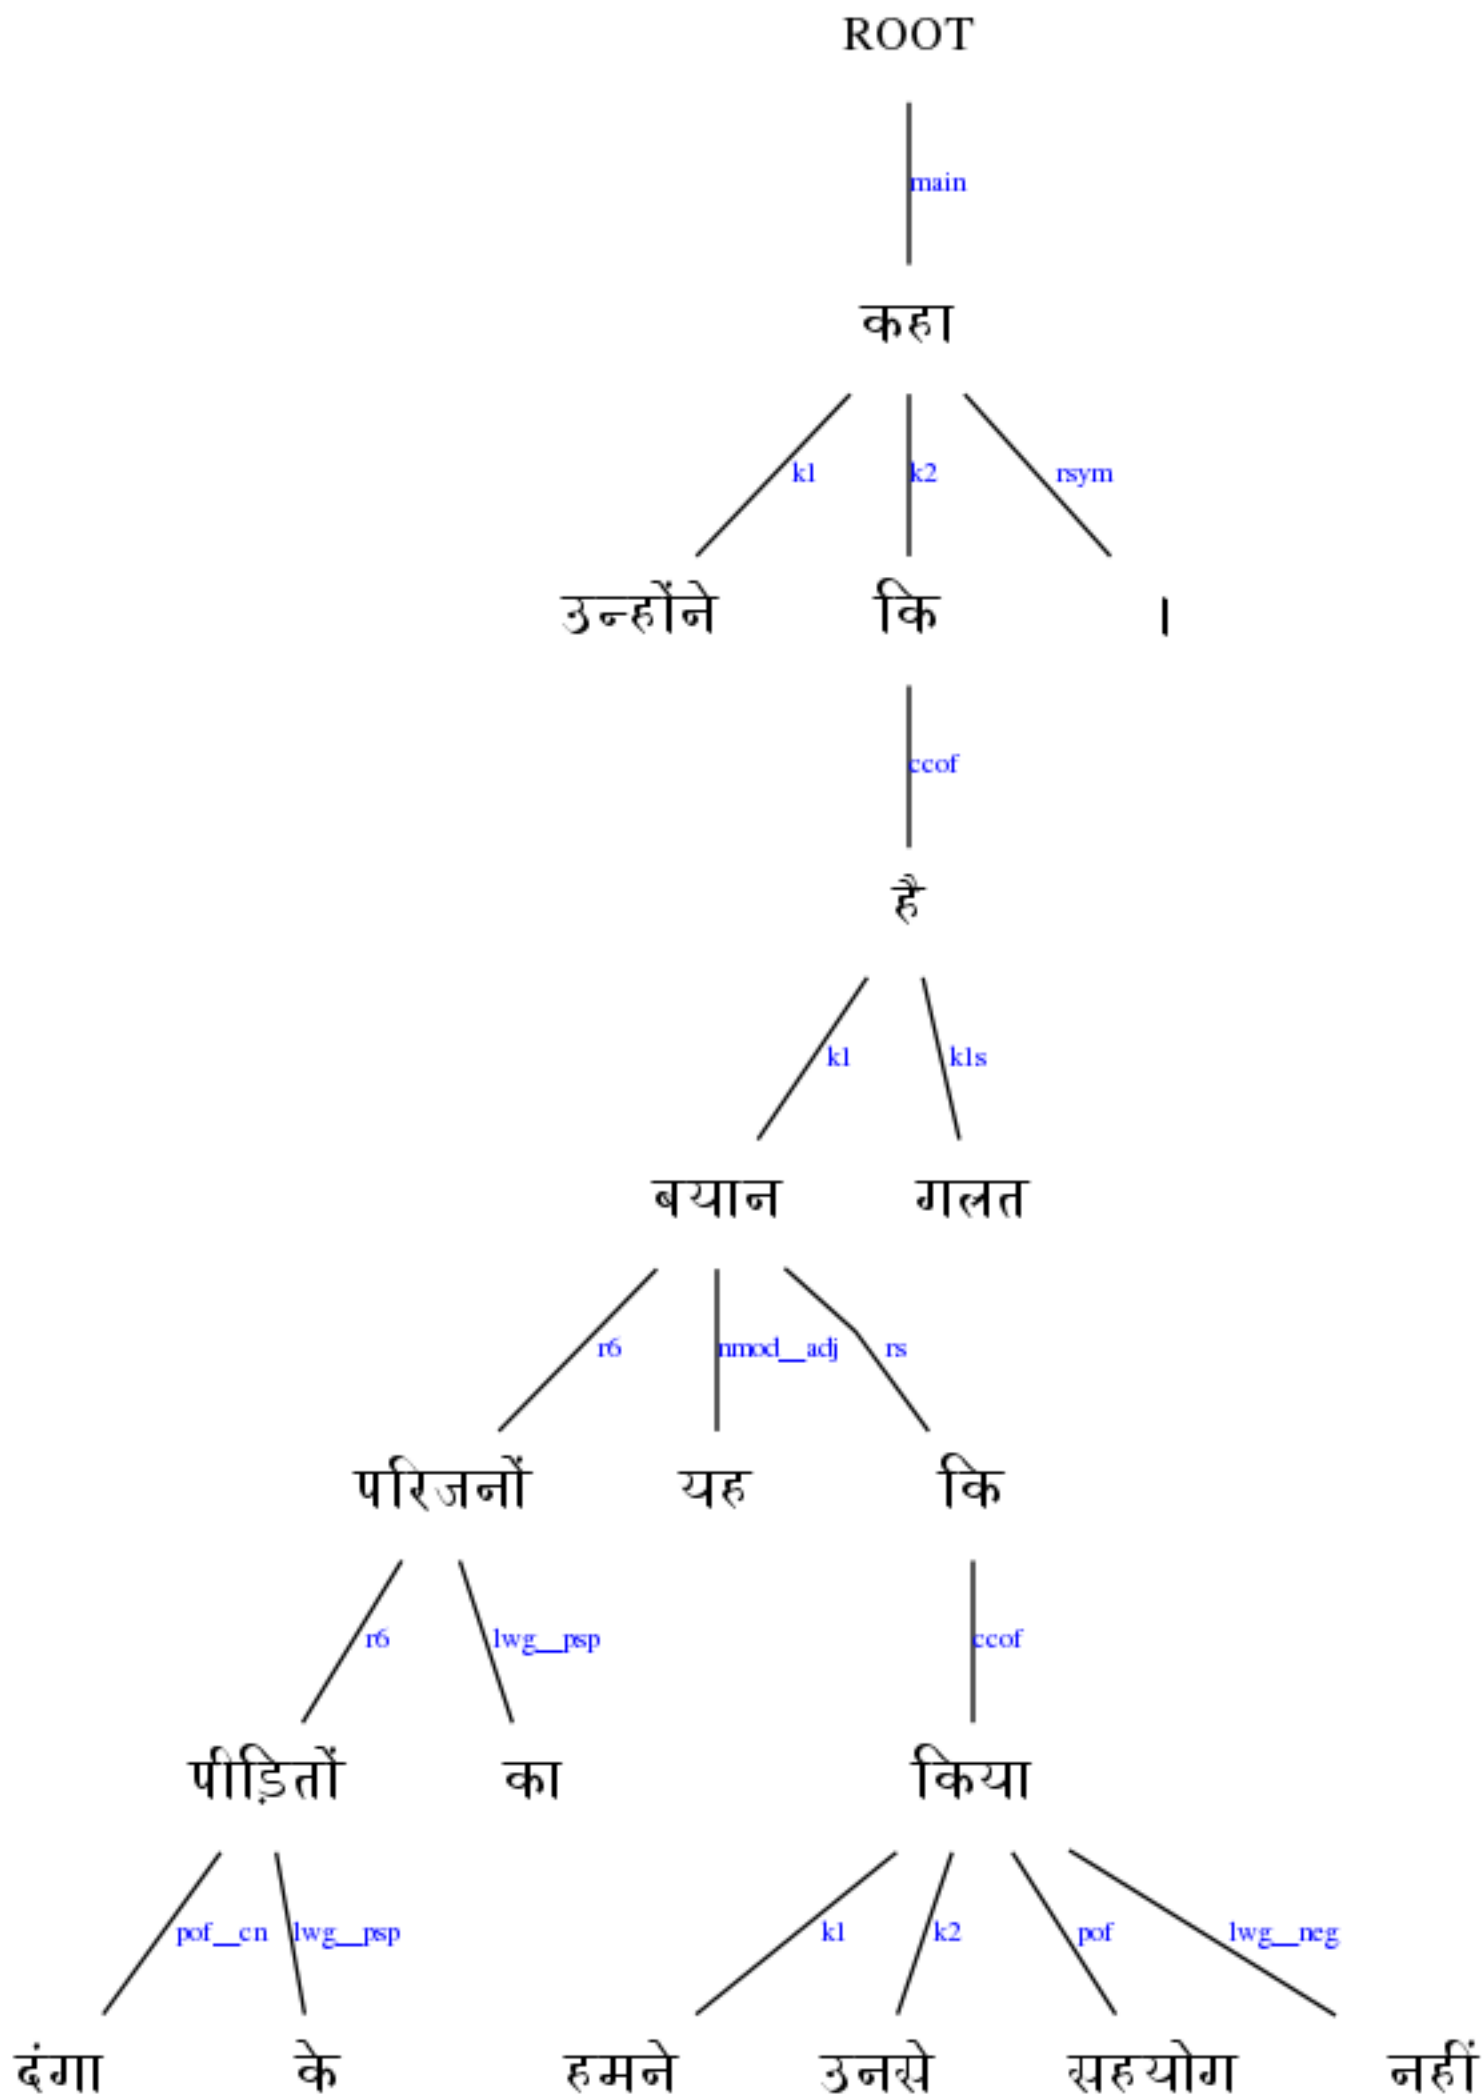 ROOT
main
कहा
k1 k2 rsym
उन्होंने कि ।
ccof
है
k1 k1s
बयान गलत
r6 nmod__adj rs
परिजनों यह कि
r6 lwg__psp ccof
पीड़ितों का किया
pof__cn lwg__psp k1 k2 pof lwg__neg
दंगा के हमने उनसे सहयोग नहीं